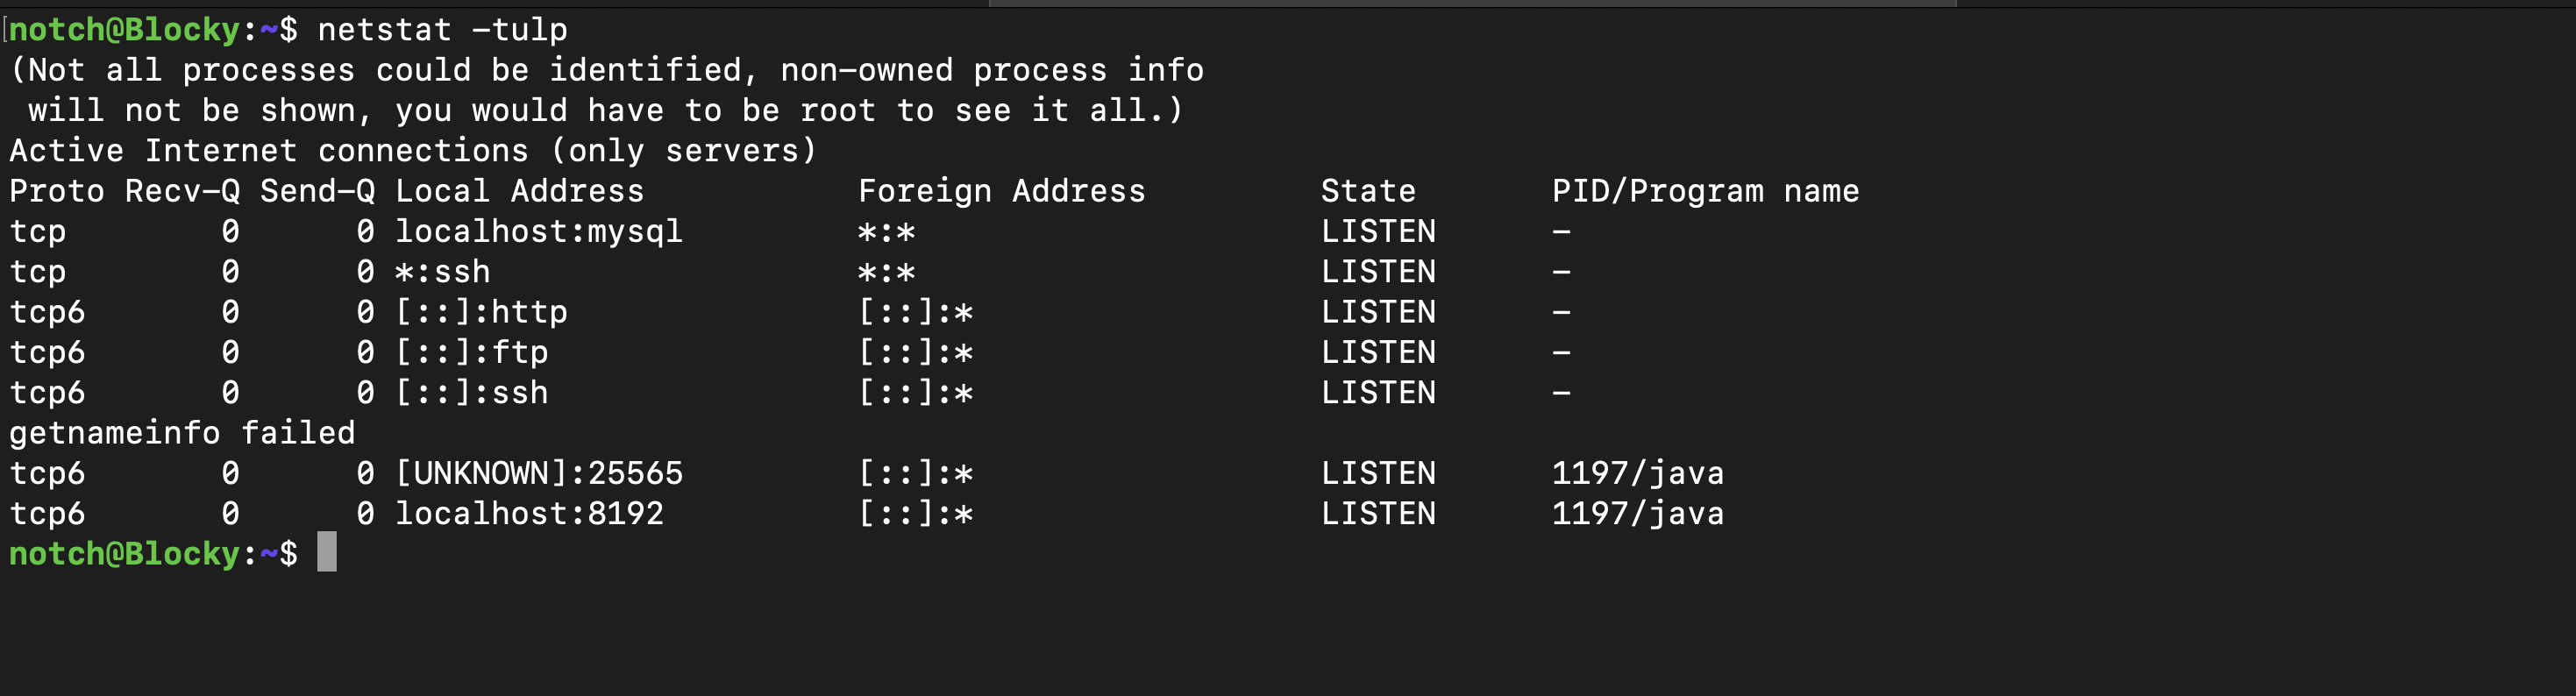 [notch@Blocky:~$ netstat -tulp
(Not all processes could be identified, non-owned process info
 will not be shown, you would have to be root to see it all.)
Active Internet connections (only servers)
Proto Recv-Q Send-Q Local Address           Foreign Address         State       PID/Program name
tcp        0      0 localhost:mysql         *:*                     LISTEN      -
tcp        0      0 *:ssh                   *:*                     LISTEN      -
tcp6       0      0 [::]:http               [::]:*                  LISTEN      -
tcp6       0      0 [::]:ftp                [::]:*                  LISTEN      -
tcp6       0      0 [::]:ssh                [::]:*                  LISTEN      -
getnameinfo failed
tcp6       0      0 [UNKNOWN]:25565         [::]:*                  LISTEN      1197/java
tcp6       0      0 localhost:8192          [::]:*                  LISTEN      1197/java
notch@Blocky:~$